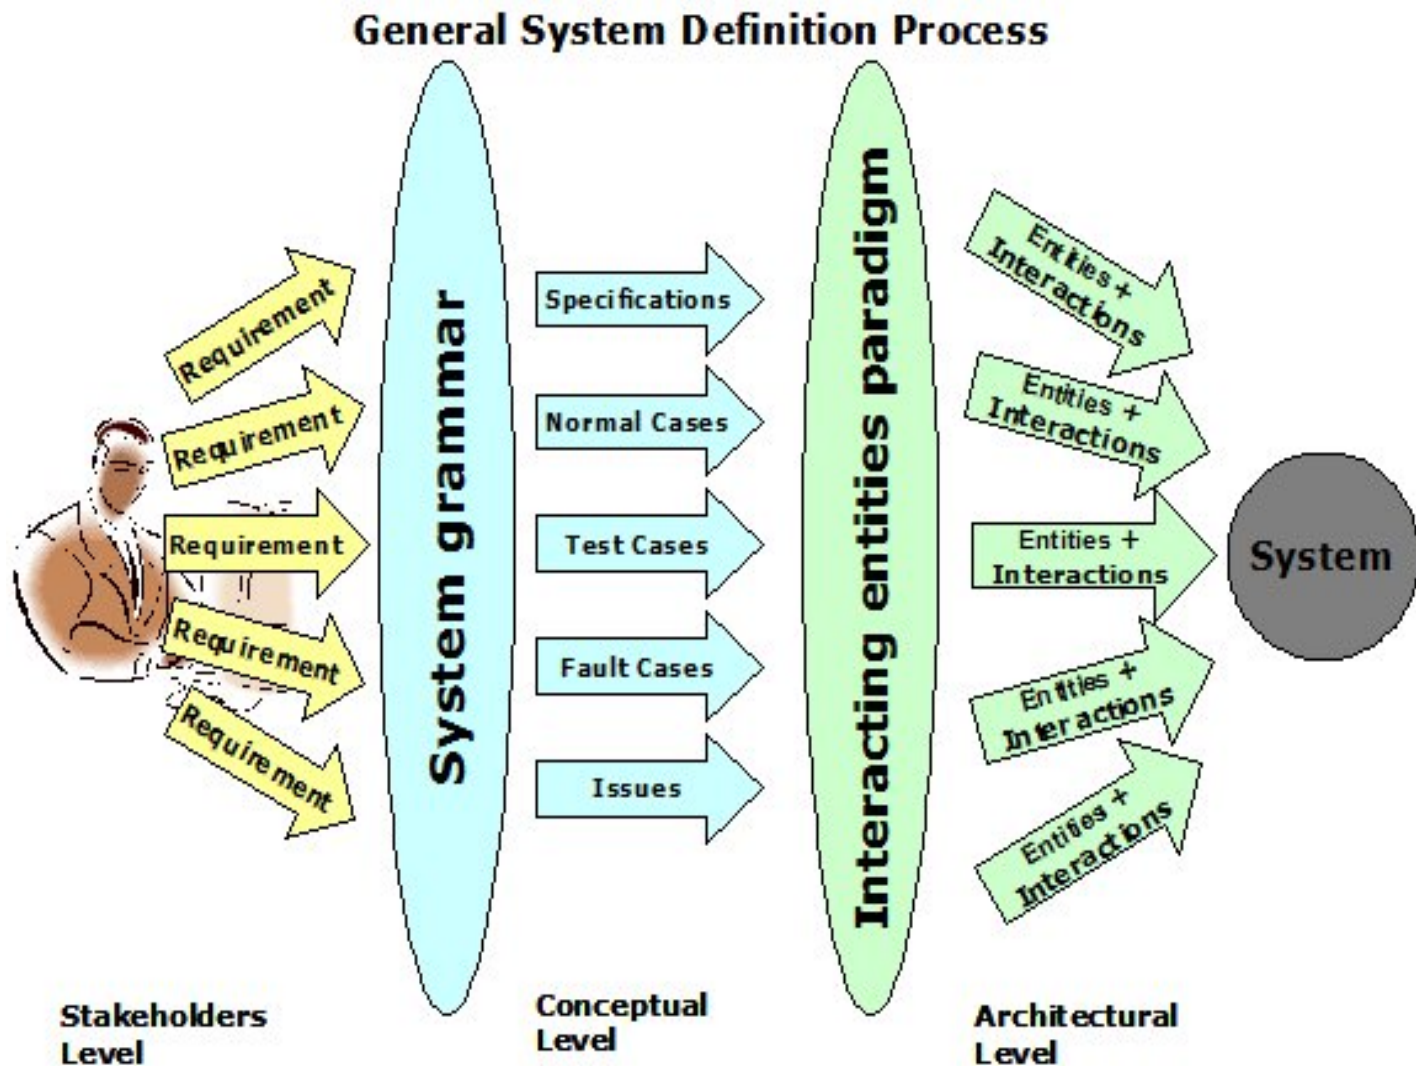 General System Definition Process
Requirement
Requirement
Requirement
Requirement
Requirement
System grammar
Specifications
Normal Cases
Test Cases
Fault Cases
Issues
Interacting entities paradigm
Entities +
Interactions
Entities +
Interactions
Entities +
Interactions
Entities +
Interactions
Entities +
Interactions
System
Stakeholders
Level
Conceptual
Level
Architectural
Level